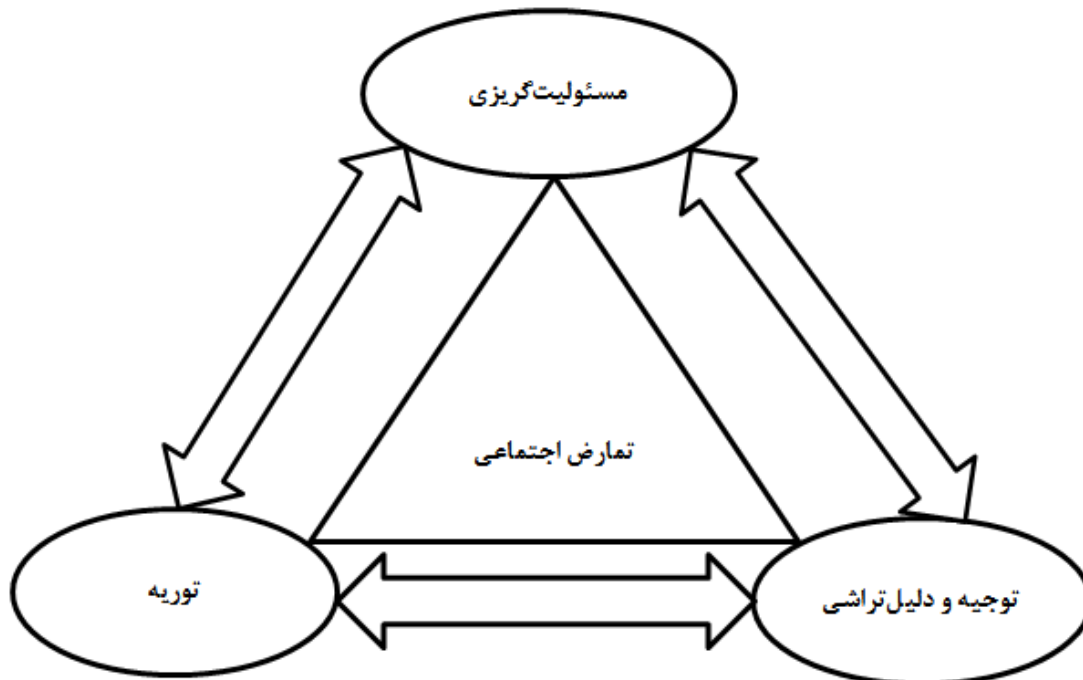 مسئولیت‌گریزی
تمارض اجتماعی
توریه
توجیه و دلیل‌تراشی